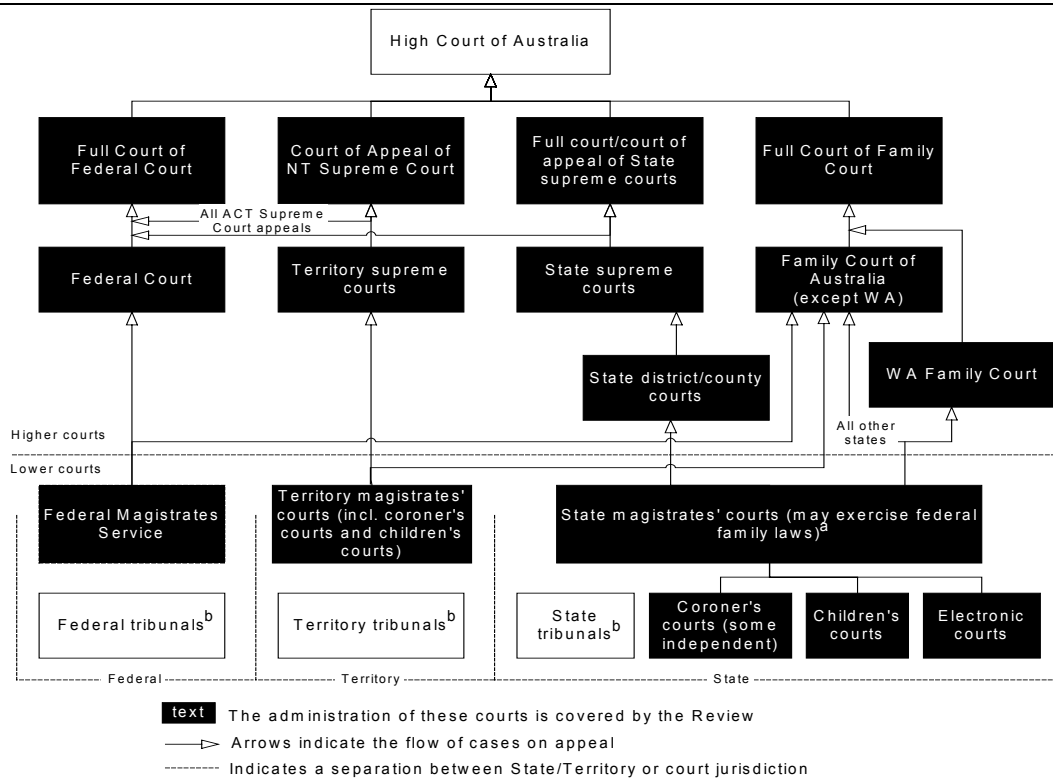 High Court of Australia
Full Court of
Federal Court
Court of Appeal of
NT Supreme Court
Full court/court of
appeal of State
supreme courts
Full Court of Family
Court
All ACT Supreme
Court appeals
Federal Court
Territory supreme
courts
State supreme
courts
Family Court of
Australia
(except WA)
State district/county
courts
WA Family Court
All other
states
Higher courts
Lower courts
Federal Magistrates
Service
Territory magistrates'
courts (incl. coroner's
courts and children's
courts)
State magistrates' courts (may exercise federal
family laws)a
Federal tribunalsb
Territory tribunalsb
State
tribunalsb
Coroner's
courts (some
independent)
Children's
courts
Electronic
courts
Federal
Territory
State
text The administration of these courts is covered by the Review
Arrows indicate the flow of cases on appeal
Indicates a separation between State/Territory or court jurisdiction